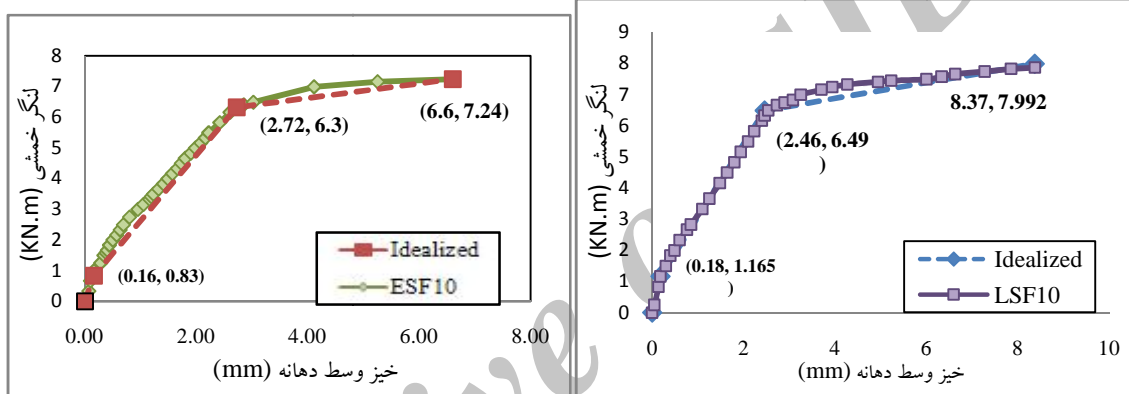 لنگر خمشی (KN.m)
8
7
6
5
4
3
2
1
0
(2.72, 6.3)
(6.6, 7.24)
(0.16, 0.83)
Idealized
ESF10
0.00 2.00 4.00 6.00 8.00
خیز وسط دهانه (mm)
لنگر خمشی (KN.m)
9
8
7
6
5
4
3
2
1
0
8.37, 7.992
(2.46, 6.49
)
(0.18, 1.165
)
Idealized
LSF10
0 2 4 6 8 10
خیز وسط دهانه (mm)